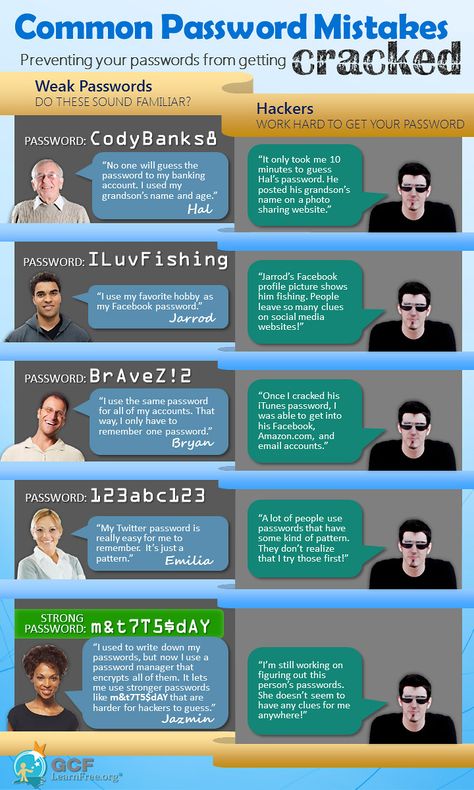 Common Password Mistakes
Preventing your passwords from getting cracked
Weak Passwords
DO THESE SOUND FAMILIAR?
Hackers
WORK HARD TO GET YOUR PASSWORD
PASSWORD: CodyBanks8
"No one will guess the
password to my banking
account. I used my
grandson's name and age."
Hal
"It only took me 10
minutes to guess
Hal's password. He
posted his grandson's
name on a photo
sharing website."
PASSWORD: ILuvFishing
"I use my favorite hobby as
my Facebook password."
Jarrod
"Jarrod's Facebook
profile picture shows
him fishing. People
leave so many clues
on social media
websites!"
PASSWORD: BrAveZ!2
"I use the same password
for all of my accounts. That
way, I only have to
remember one password."
Bryan
"Once I cracked his
iTunes password, I
was able to get into
his Facebook,
Amazon.com, and
email accounts."
PASSWORD: 123abc123
"My Twitter password is
really easy for me to
remember. It's just a
pattern."
Emilia
"A lot of people use
passwords that have
some kind of pattern.
They don't realize
that I try those first!"
STRONG
PASSWORD: m&t7T5$dAY
"I used to write down my
passwords, but now I use a
password manager that
encrypts all of them. It lets
me use stronger passwords
like m&t7T5$dAY that are
harder for hackers to guess."
Jazmin
"I'm still working on
figuring out this
person's passwords.
She doesn't seem to
have any clues for me
anywhere!"
GCF
LearnFree.org®